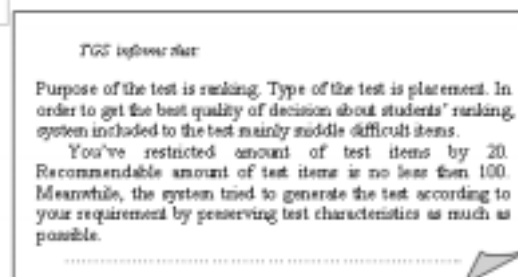 TGS informs that:
Purpose of the test is ranking. Type of the test is placement. In
order to get the best quality of decision about students' ranking,
system included to the test mainly middle difficult items.
You've restricted amount of test items by 20.
Recommendable amount of test items is no less then 100.
Meanwhile, the system tried to generate the test according to
your requirement by preserving test characteristics as much as
possible.